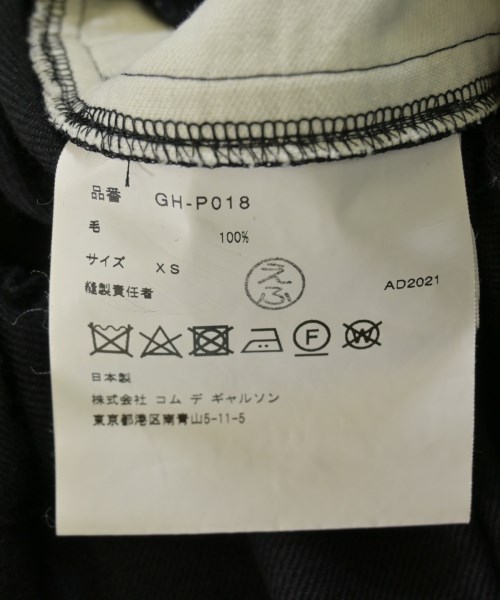 品番 GH-P018
毛 100%
サイズ XS
縫製責任者 えふ AD2021
F W
日本製
株式会社 コム デ ギャルソン
東京都港区南青山5-11-5